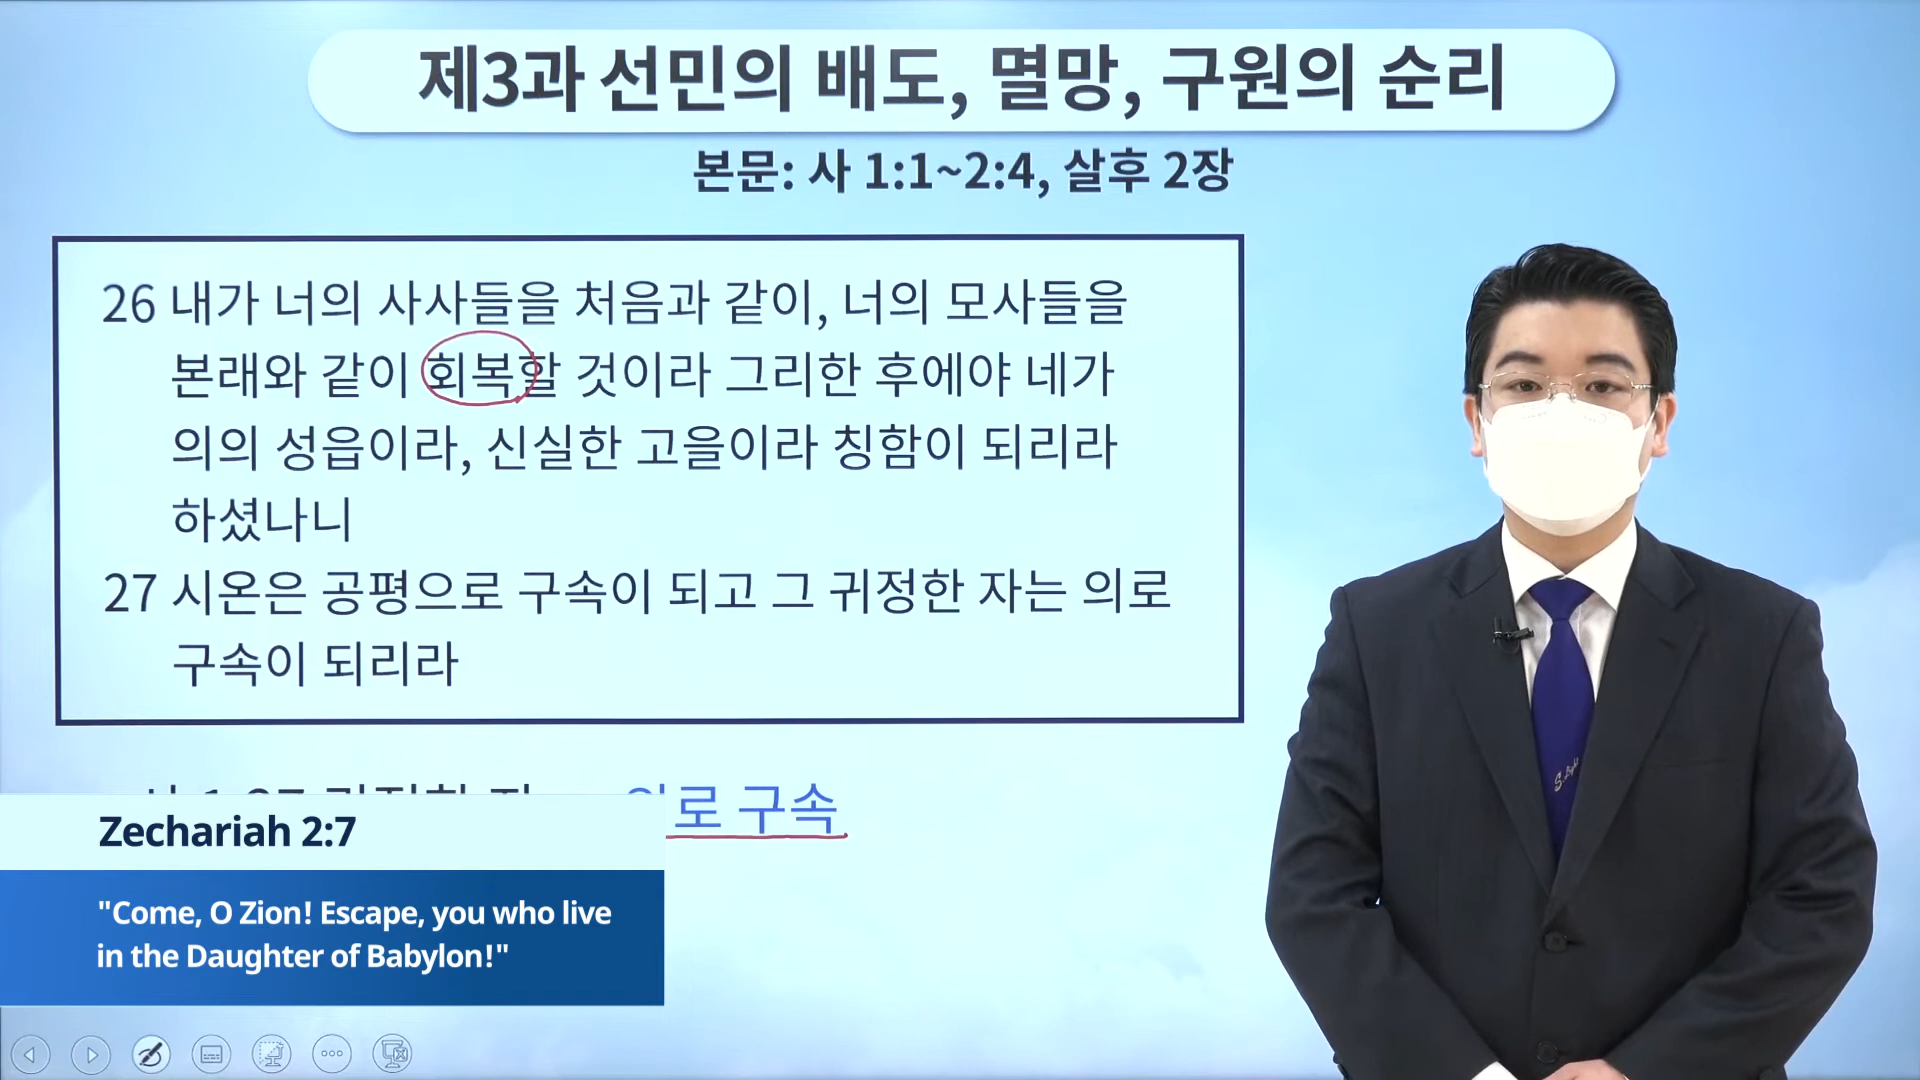 제3과 선민의 배도, 멸망, 구원의 순리
본문: 사 1:1~2:4, 살후 2장
26 내가 너의 사사들을 처음과 같이, 너의 모사들을
본래와 같이 회복할 것이라 그리한 후에야 네가
의의 성읍이라, 신실한 고을이라 칭함이 되리라
하셨나니
27 시온은 공평으로 구속이 되고 그 귀정한 자는 의로
구속이 되리라
로 구속
Zechariah 2:7
"Come, O Zion! Escape, you who live
in the Daughter of Babylon!"